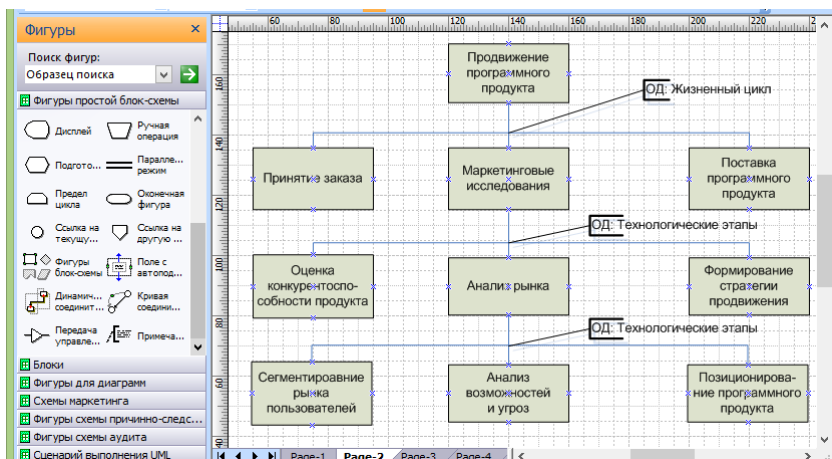 Фигуры
Поиск фигур:
Образец поиска
Фигуры простой блок-схемы
Дисплей
Ручная
операция
Подгото...
Паралле...
режим
Предел
цикла
Оконечная
фигура
Ссылка на
текущу...
Ссылка на
другую ...
Фигуры
блок-схемы
Поле с
автопод...
Динамич...
соединит...
Кривая
соедини...
Передача
управле...
Примеча...
Блоки
Фигуры для диаграмм
Схемы маркетинга
Фигуры схемы причинно-следс...
Фигуры схемы аудита
Сценарий выполнения UML
60 80 100 120 140 160 180 200 220
160
140
120
100
80
60
40
Продвижение
программного
продукта
ОД: Жизненный цикл
Принятие заказа
Маркетинговые
исследования
Поставка
программного
продукта
ОД: Технологические этапы
Оценка
конкурентоспо-
собности продукта
Анализ рынка
Формирование
стратегии
продвижения
ОД: Технологические этапы
Сегментироавние
рынка
пользователей
Анализ
возможностей
и угроз
Позиционирова-
ние программного
продукта
Page-1 Page-2 Page-3 Page-4